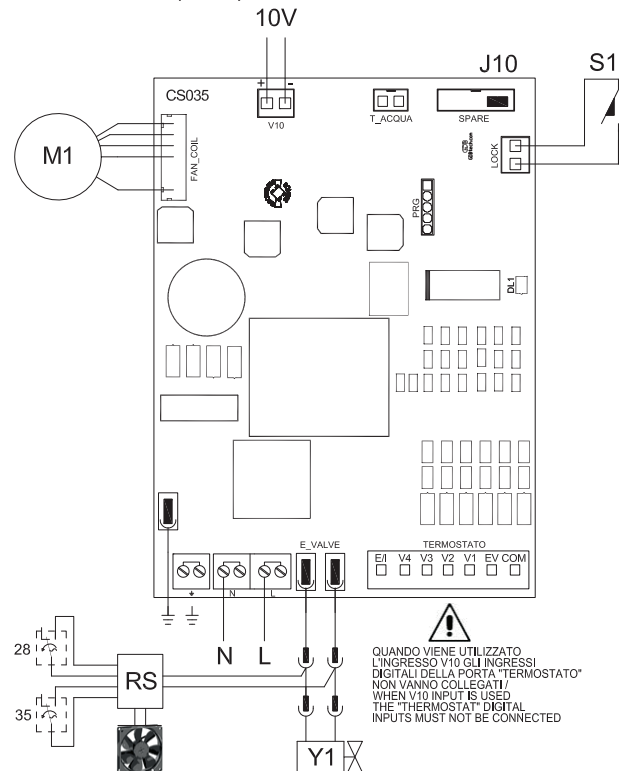 10V
J10
S1
CS035
+ -
V10
T_ACQUA
SPARE
M1
FAN_COIL
LOCK
PRG
DL1
E_VALVE
TERMOSTATO
E/I V4 V3 V2 V1 EV COM
N L
N L
28
RS
35
Y1
QUANDO VIENE UTILIZZATO
L'INGRESSO V10 GLI INGRESSI
DIGITALI DELLA PORTA "TERMOSTATO"
NON VANNO COLLEGATI /
WHEN V10 INPUT IS USED
THE "THERMOSTAT" DIGITAL
INPUTS MUST NOT BE CONNECTED